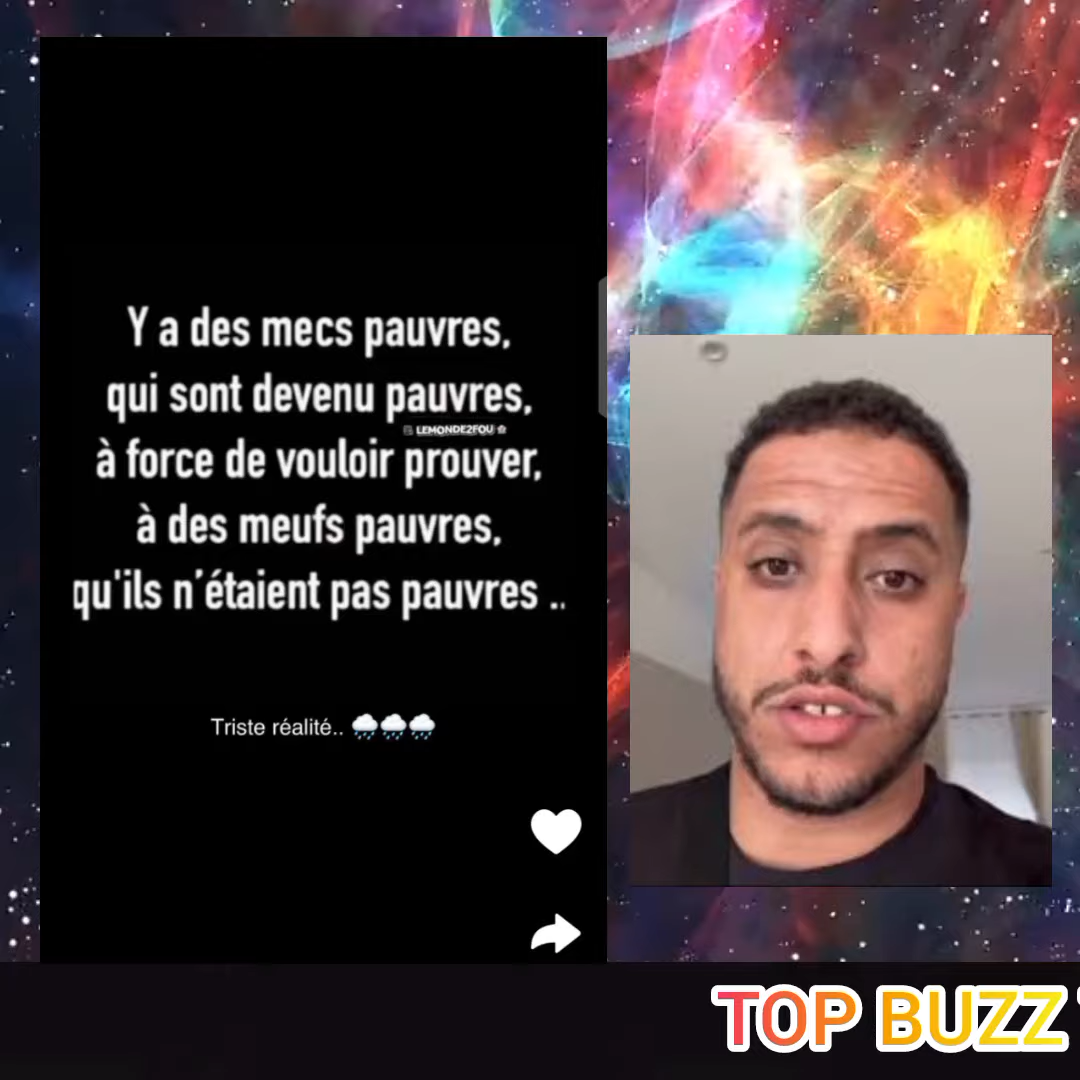 Y a des mecs pauvres,
qui sont devenu pauvres,
LEMONDE2FOU
à force de vouloir prouver,
à des meufs pauvres,
qu'ils n'étaient pas pauvres ..
Triste réalité.. 🌧️🌧️🌧️
TOP BUZZ